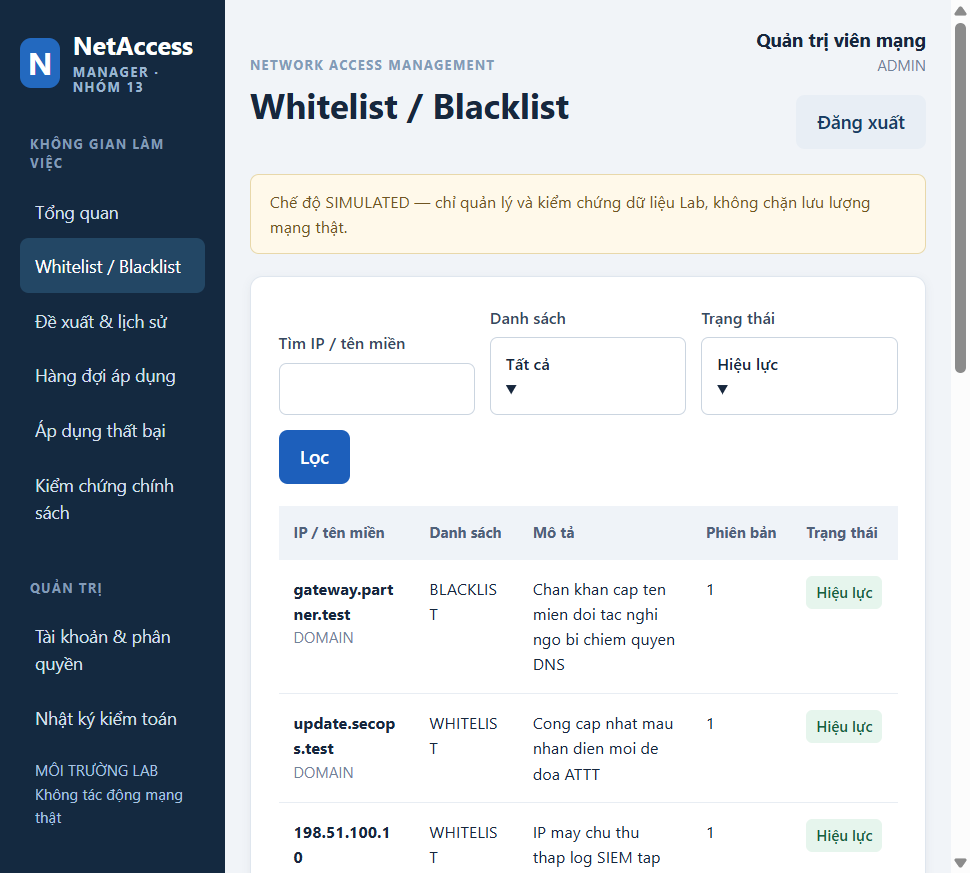 N
NetAccess
MANAGER ·
NHÓM 13
KHÔNG GIAN LÀM
VIỆC
Tổng quan
Whitelist / Blacklist
Đề xuất & lịch sử
Hàng đợi áp dụng
Áp dụng thất bại
Kiểm chứng chính
sách
QUẢN TRỊ
Tài khoản & phân
quyền
Nhật ký kiểm toán
MÔI TRƯỜNG LAB
Không tác động mạng
thật
NETWORK ACCESS MANAGEMENT
Whitelist / Blacklist
Quản trị viên mạng
ADMIN
Đăng xuất
Chế độ SIMULATED — chỉ quản lý và kiểm chứng dữ liệu Lab, không chặn lưu lượng
mạng thật.
Tìm IP / tên miền
Danh sách
Tất cả
▼
Trạng thái
Hiệu lực
▼
Lọc
IP / tên miền Danh sách Mô tả Phiên bản Trạng thái
gateway.part BLACKLIS Chan khan cap ten 1 Hiệu lực
ner.test T mien doi tac nghi
DOMAIN ngo bi chiem quyen
DNS
update.secop WHITELIS Cong cap nhat mau 1 Hiệu lực
s.test T nhan dien moi de
DOMAIN doa ATTT
198.51.100.1 WHITELIS IP may chu thu 1 Hiệu lực
0 T thap log SIEM tap